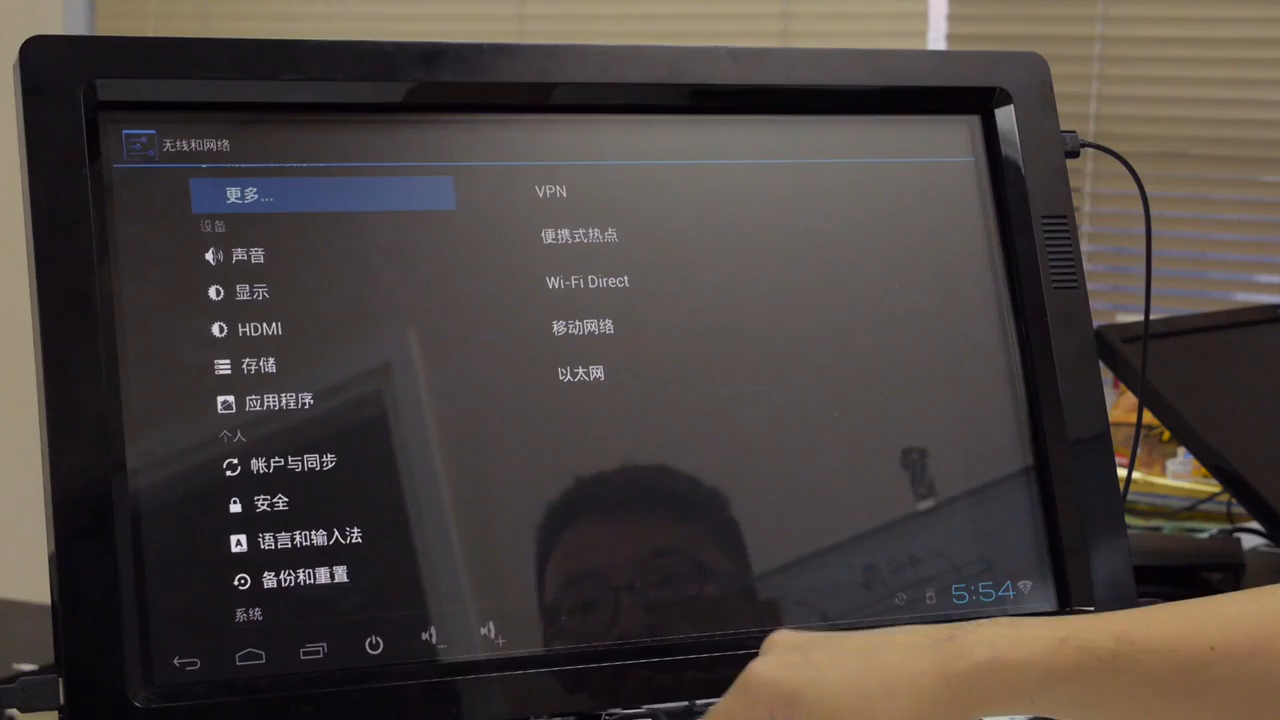 无线和网络
更多...
设备
声音
显示
HDMI
存储
应用程序
个人
帐户与同步
安全
语言和输入法
备份和重置
系统
VPN
便携式热点
Wi-Fi Direct
移动网络
以太网
5:54